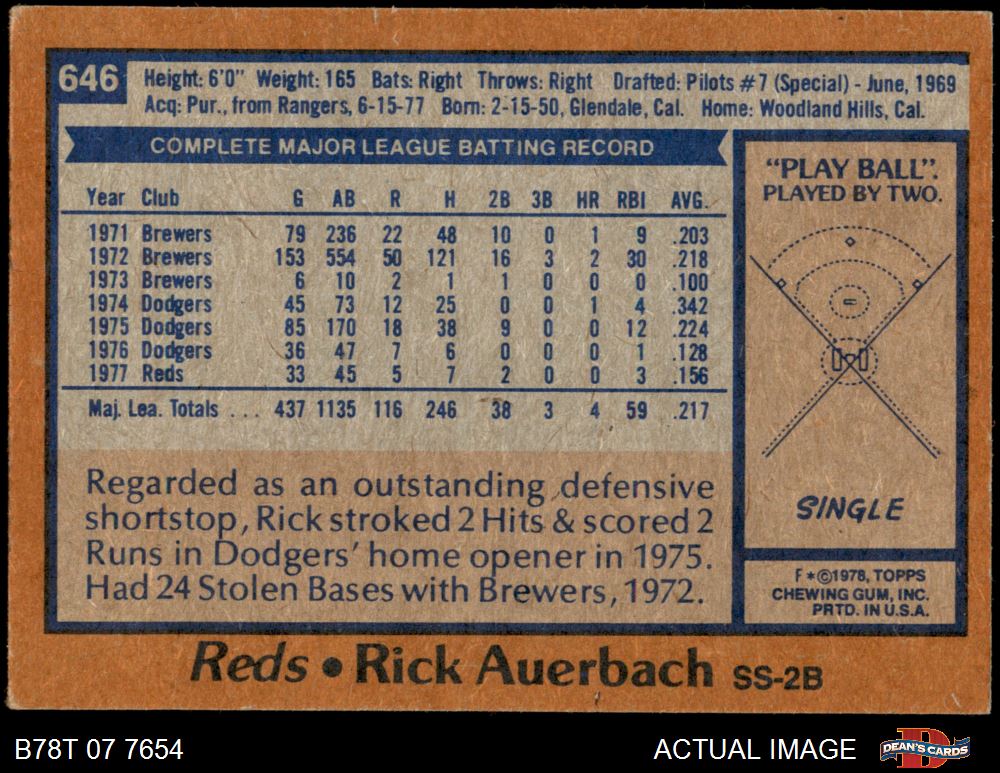 646
Height: 6'0" Weight: 165 Bats: Right Throws: Right Drafted: Pilots #7 (Special) - June, 1969
Acq: Pur., from Rangers, 6-15-77 Born: 2-15-50, Glendale, Cal. Home: Woodland Hills, Cal.
COMPLETE MAJOR LEAGUE BATTING RECORD
Year Club G AB R H 2B 3B HR RBI AVG.
1971 Brewers 79 236 22 48 10 0 1 9 .203
1972 Brewers 153 554 50 121 16 3 2 30 .218
1973 Brewers 6 10 2 1 1 0 0 0 .100
1974 Dodgers 45 73 12 25 0 0 1 4 .342
1975 Dodgers 85 170 18 38 9 0 0 12 .224
1976 Dodgers 36 47 7 6 0 0 0 1 .128
1977 Reds 33 45 5 7 2 0 0 3 .156
Maj. Lea. Totals . . . 437 1135 116 246 38 3 4 59 .217
Regarded as an outstanding defensive
shortstop, Rick stroked 2 Hits & scored 2
Runs in Dodgers' home opener in 1975.
Had 24 Stolen Bases with Brewers, 1972.
"PLAY BALL".
PLAYED BY TWO.
SINGLE
F*©1978, TOPPS
CHEWING GUM, INC.
PRTD. IN U.S.A.
Reds • Rick Auerbach SS-2B
B78T 07 7654
ACTUAL IMAGE
DEAN'S CARDS